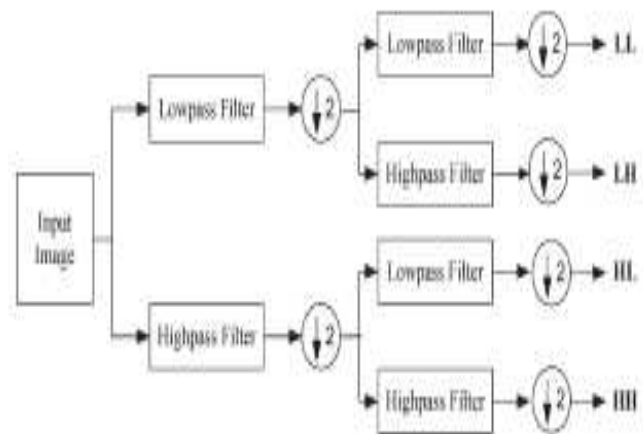 Lowpass Filter ↓2 LL
Lowpass Filter ↓2
Highpass Filter ↓2 LH
Input
Image
Lowpass Filter ↓2 HL
Highpass Filter ↓2
Highpass Filter ↓2 HH